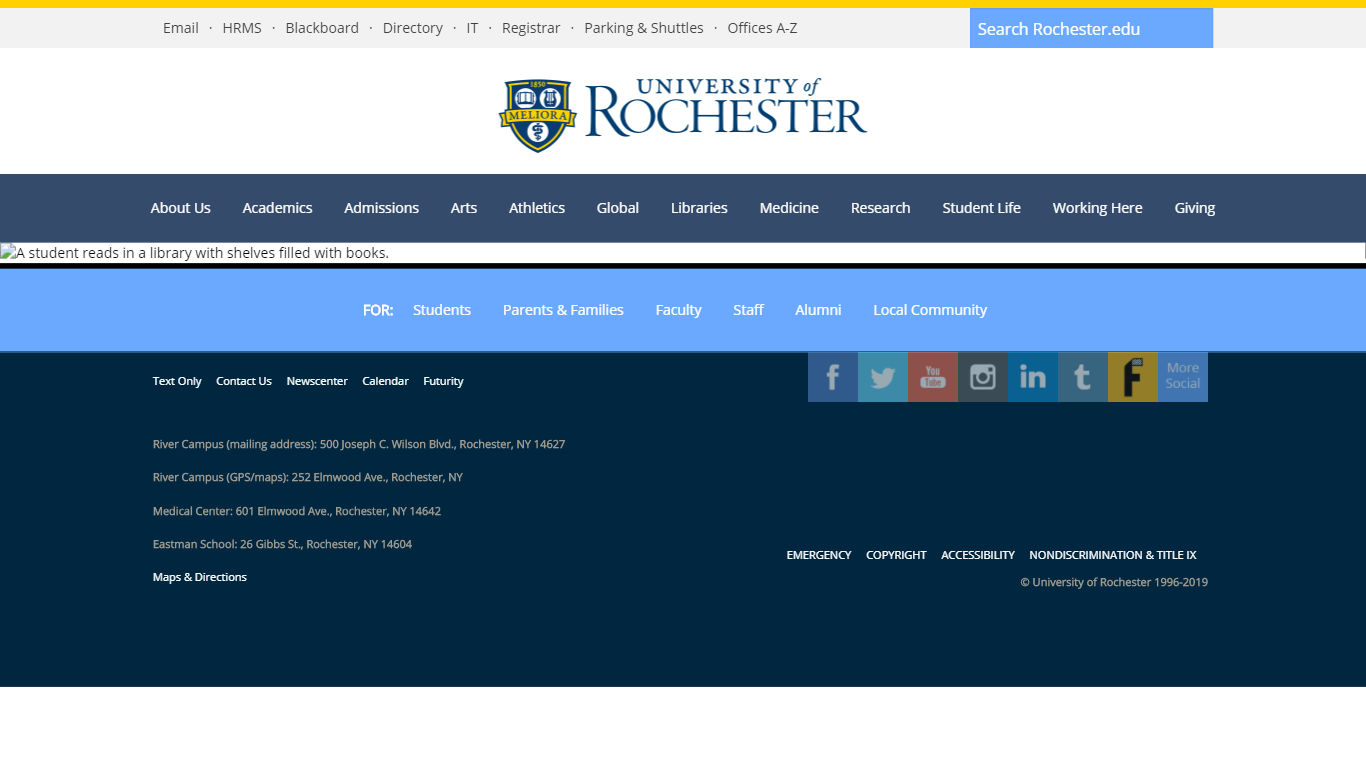 Email · HRMS · Blackboard · Directory · IT · Registrar · Parking & Shuttles · Offices A-Z
Search Rochester.edu
1850
MELIORA
UNIVERSITY of
ROCHESTER
About Us Academics Admissions Arts Athletics Global Libraries Medicine Research Student Life Working Here Giving
A student reads in a library with shelves filled with books.
FOR: Students Parents & Families Faculty Staff Alumni Local Community
Text Only Contact Us Newscenter Calendar Futurity
f You Tube in t F More Social
River Campus (mailing address): 500 Joseph C. Wilson Blvd., Rochester, NY 14627
River Campus (GPS/maps): 252 Elmwood Ave., Rochester, NY
Medical Center: 601 Elmwood Ave., Rochester, NY 14642
Eastman School: 26 Gibbs St., Rochester, NY 14604
Maps & Directions
EMERGENCY COPYRIGHT ACCESSIBILITY NONDISCRIMINATION & TITLE IX
© University of Rochester 1996-2019